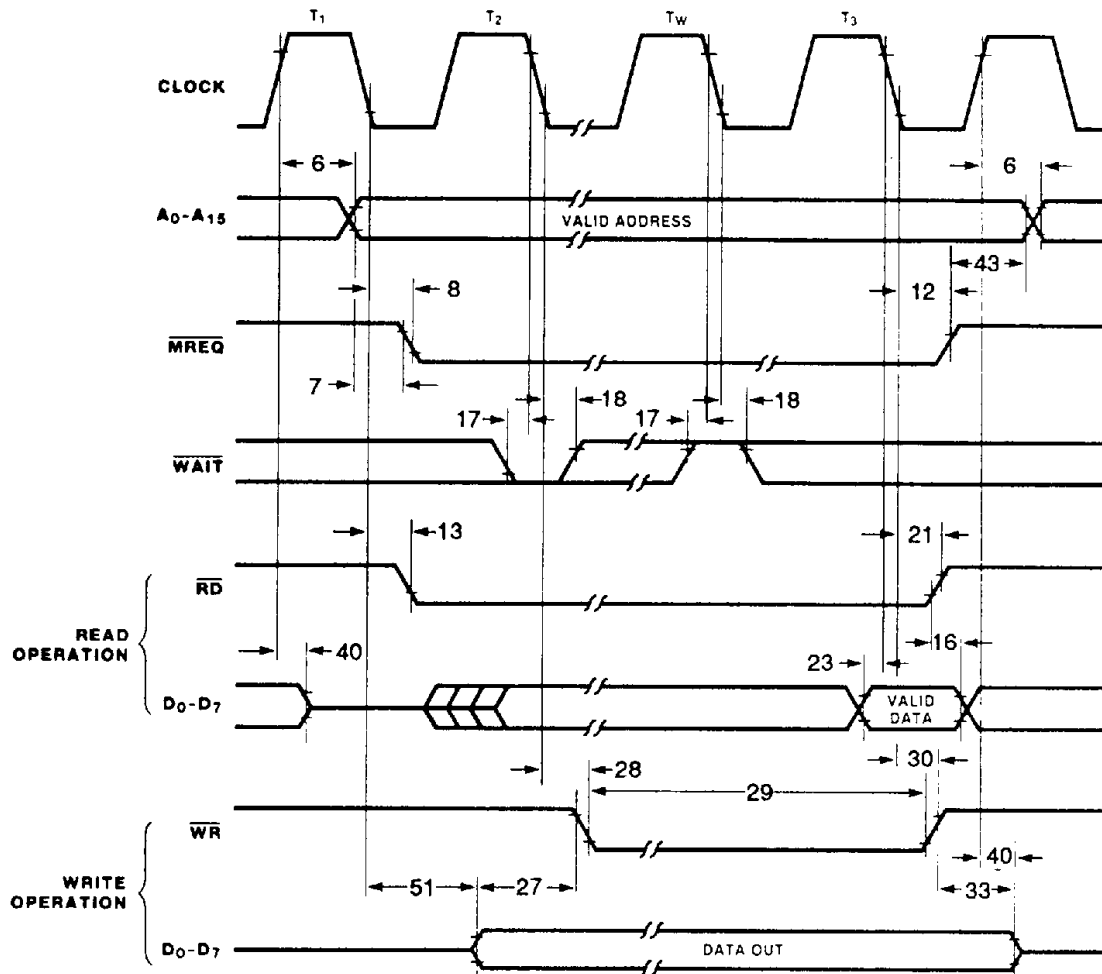 T1 T2 TW T3
CLOCK
6 6
A0-A15 VALID ADDRESS
43
8 12
MREQ
7
18 18
17 17
WAIT
13 21
RD
READ
OPERATION
40 23 16
D0-D7 VALID
DATA
30
28
29
WR
40
51 27 33
WRITE
OPERATION
D0-D7 DATA OUT